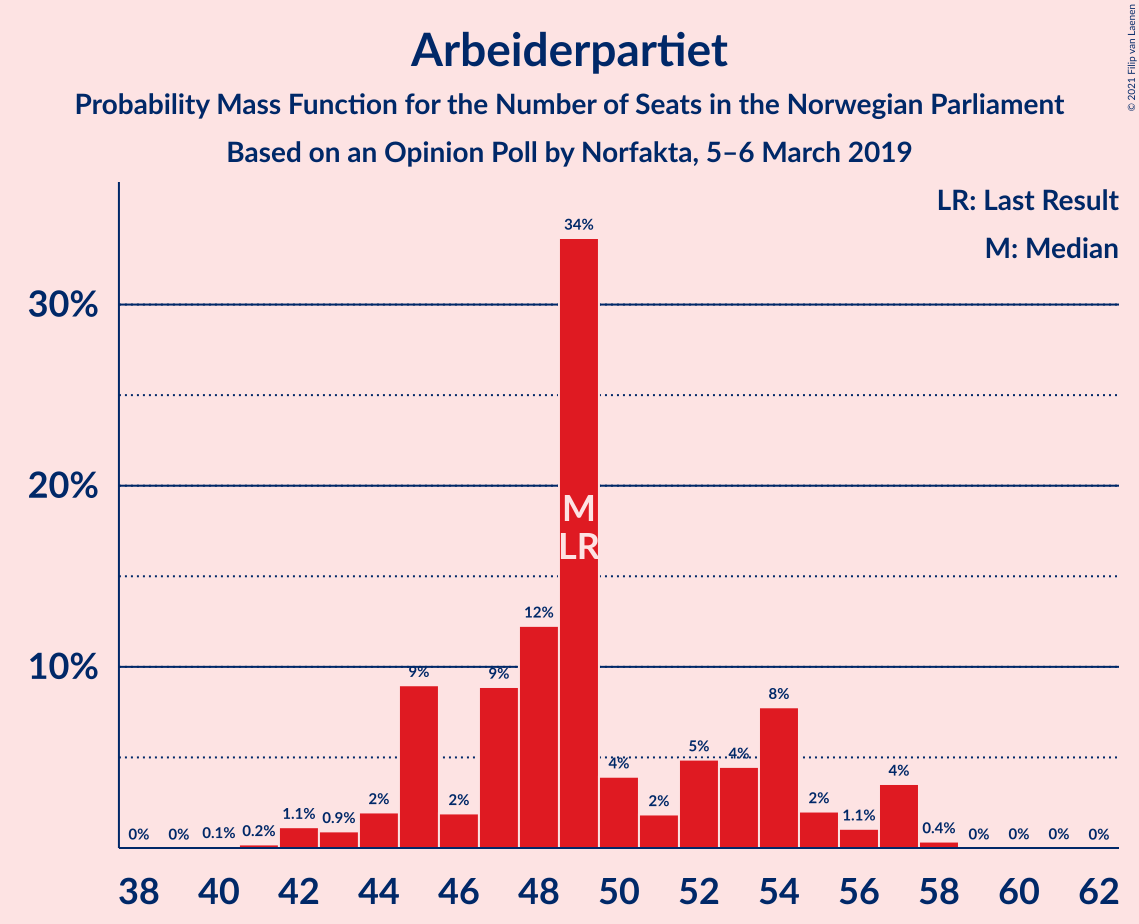 Arbeiderpartiet
Probability Mass Function for the Number of Seats in the Norwegian Parliament
Based on an Opinion Poll by Norfakta, 5–6 March 2019
© 2021 Filip van Laenen
LR: Last Result
M: Median
30%
20%
10%
0% 0% 0.1% 0.2% 1.1% 0.9% 2% 9% 2% 9% 12% 34% 4% 2% 5% 4% 8% 2% 1.1% 4% 0.4% 0% 0% 0% 0%
M
LR
38 40 42 44 46 48 50 52 54 56 58 60 62